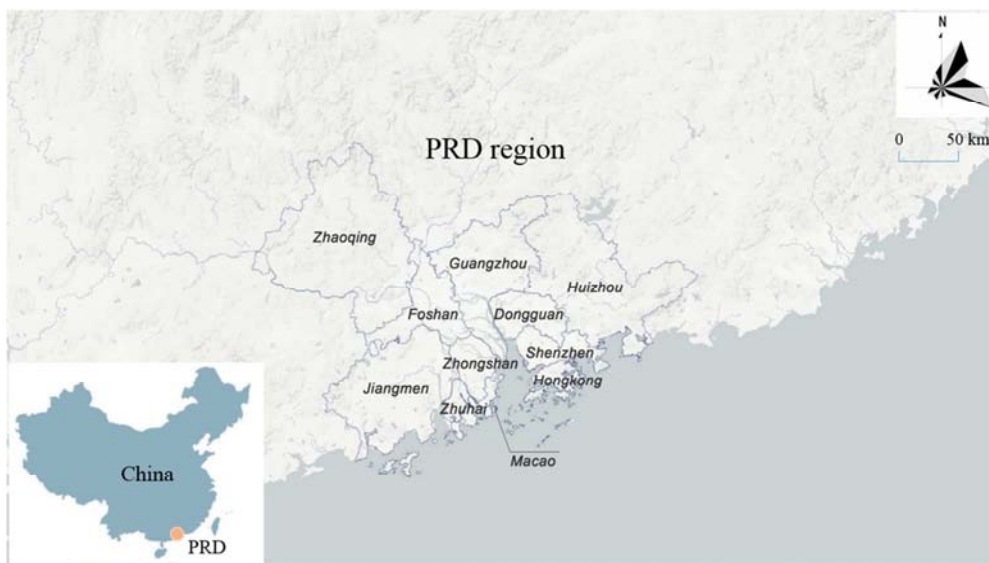 N
0 50 km
PRD region
Zhaoqing
Guangzhou
Huizhou
Foshan
Dongguan
Shenzhen
Zhongshan
Hongkong
Jiangmen
Zhuhai
Macao
China
PRD